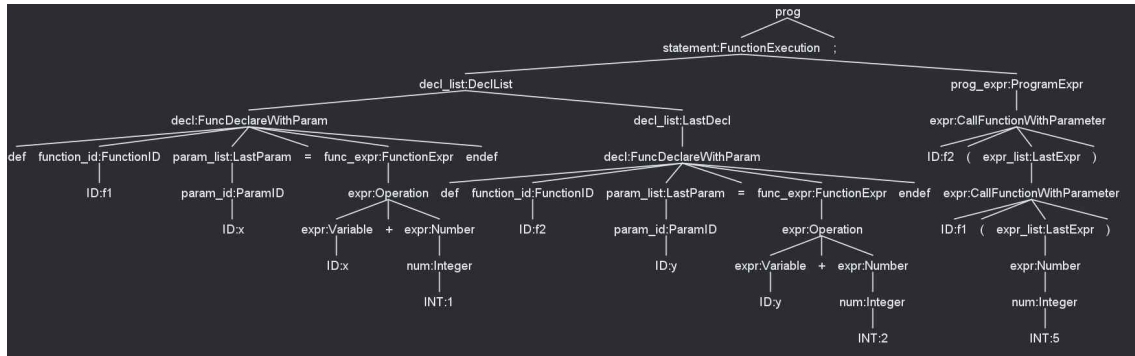 prog
statement:FunctionExecution ;
decl_list:DeclList prog_expr:ProgramExpr
decl:FuncDeclareWithParam decl_list:LastDecl expr:CallFunctionWithParameter
def function_id:FunctionID param_list:LastParam = func_expr:FunctionExpr endef decl:FuncDeclareWithParam ID:f2 ( expr_list:LastExpr )
ID:f1 param_id:ParamID expr:Operation def function_id:FunctionID param_list:LastParam = func_expr:FunctionExpr endef expr:CallFunctionWithParameter
ID:x expr:Variable + expr:Number ID:f2 param_id:ParamID expr:Operation ID:f1 ( expr_list:LastExpr )
ID:x num:Integer ID:y expr:Variable + expr:Number expr:Number
INT:1 ID:y num:Integer num:Integer
INT:2 INT:5